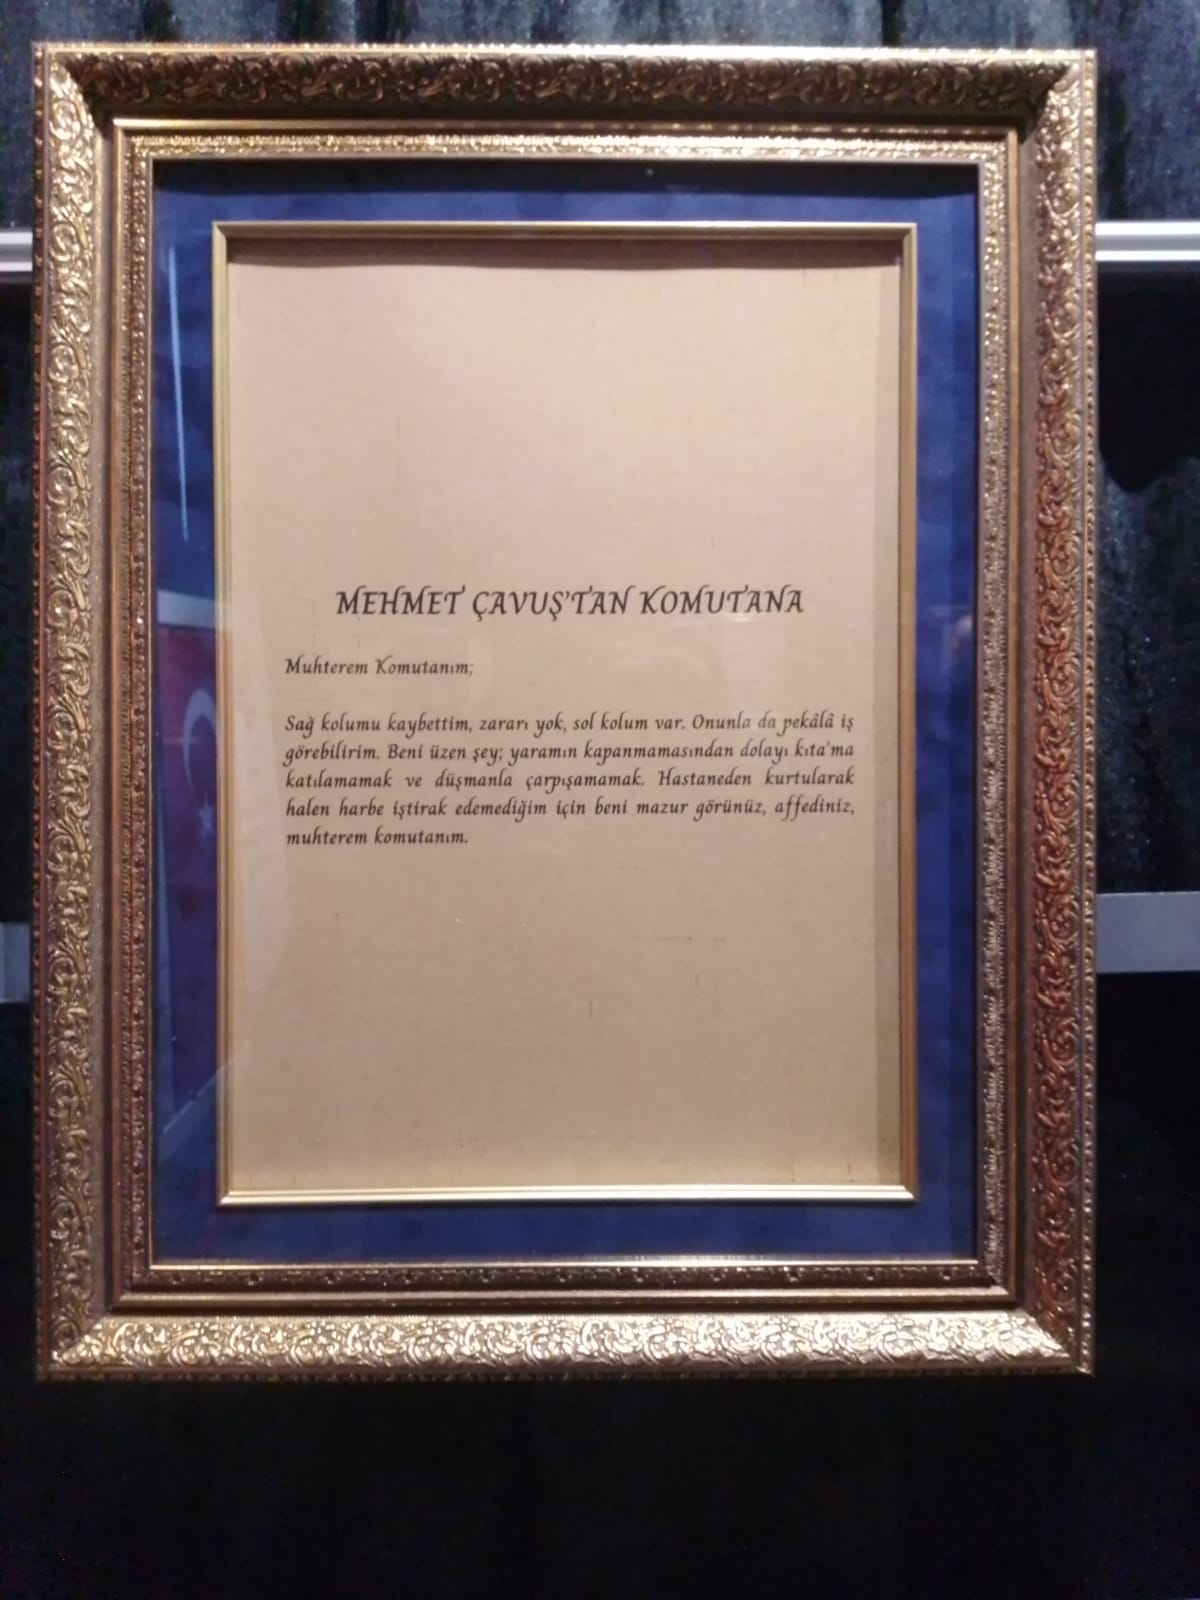 MEHMET ÇAVUŞ'TAN KOMUTANA
Muhterem Komutanım;
Sağ kolumu kaybettim, zararı yok, sol kolum var. Onunla da pekâlâ iş
görebilirim. Beni üzen şey; yaramın kapanmamasından dolayı kıta'ma
katılamamak ve düşmanla çarpışamamak. Hastaneden kurtularak
halen harbe iştirak edemediğim için beni mazur görünüz, affediniz,
muhterem komutanım.